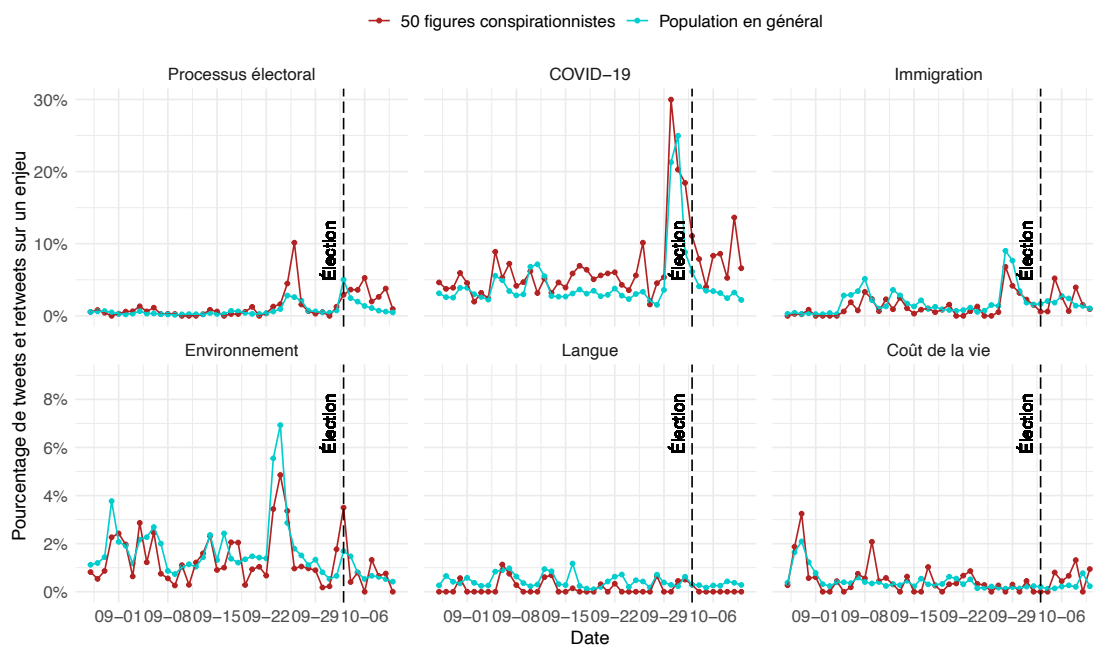 50 figures conspirationnistes Population en général
Processus électoral COVID−19 Immigration
30%
20%
10%
0%
Élection Élection Élection
Pourcentage de tweets et retweets sur un enjeu
Environnement Langue Coût de la vie
8%
6%
4%
2%
0%
Élection Élection Élection
09−01 09−08 09−15 09−22 09−29 10−06 09−01 09−08 09−15 09−22 09−29 10−06 09−01 09−08 09−15 09−22 09−29 10−06
Date